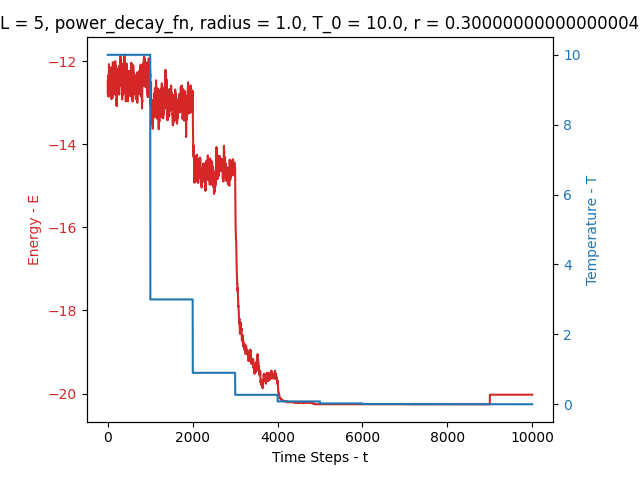 L = 5, power_decay_fn, radius = 1.0, T_0 = 10.0, r = 0.30000000000000004
−12
−14
−16
−18
−20
Energy - E
10
8
6
4
2
0
Temperature - T
0 2000 4000 6000 8000 10000
Time Steps - t